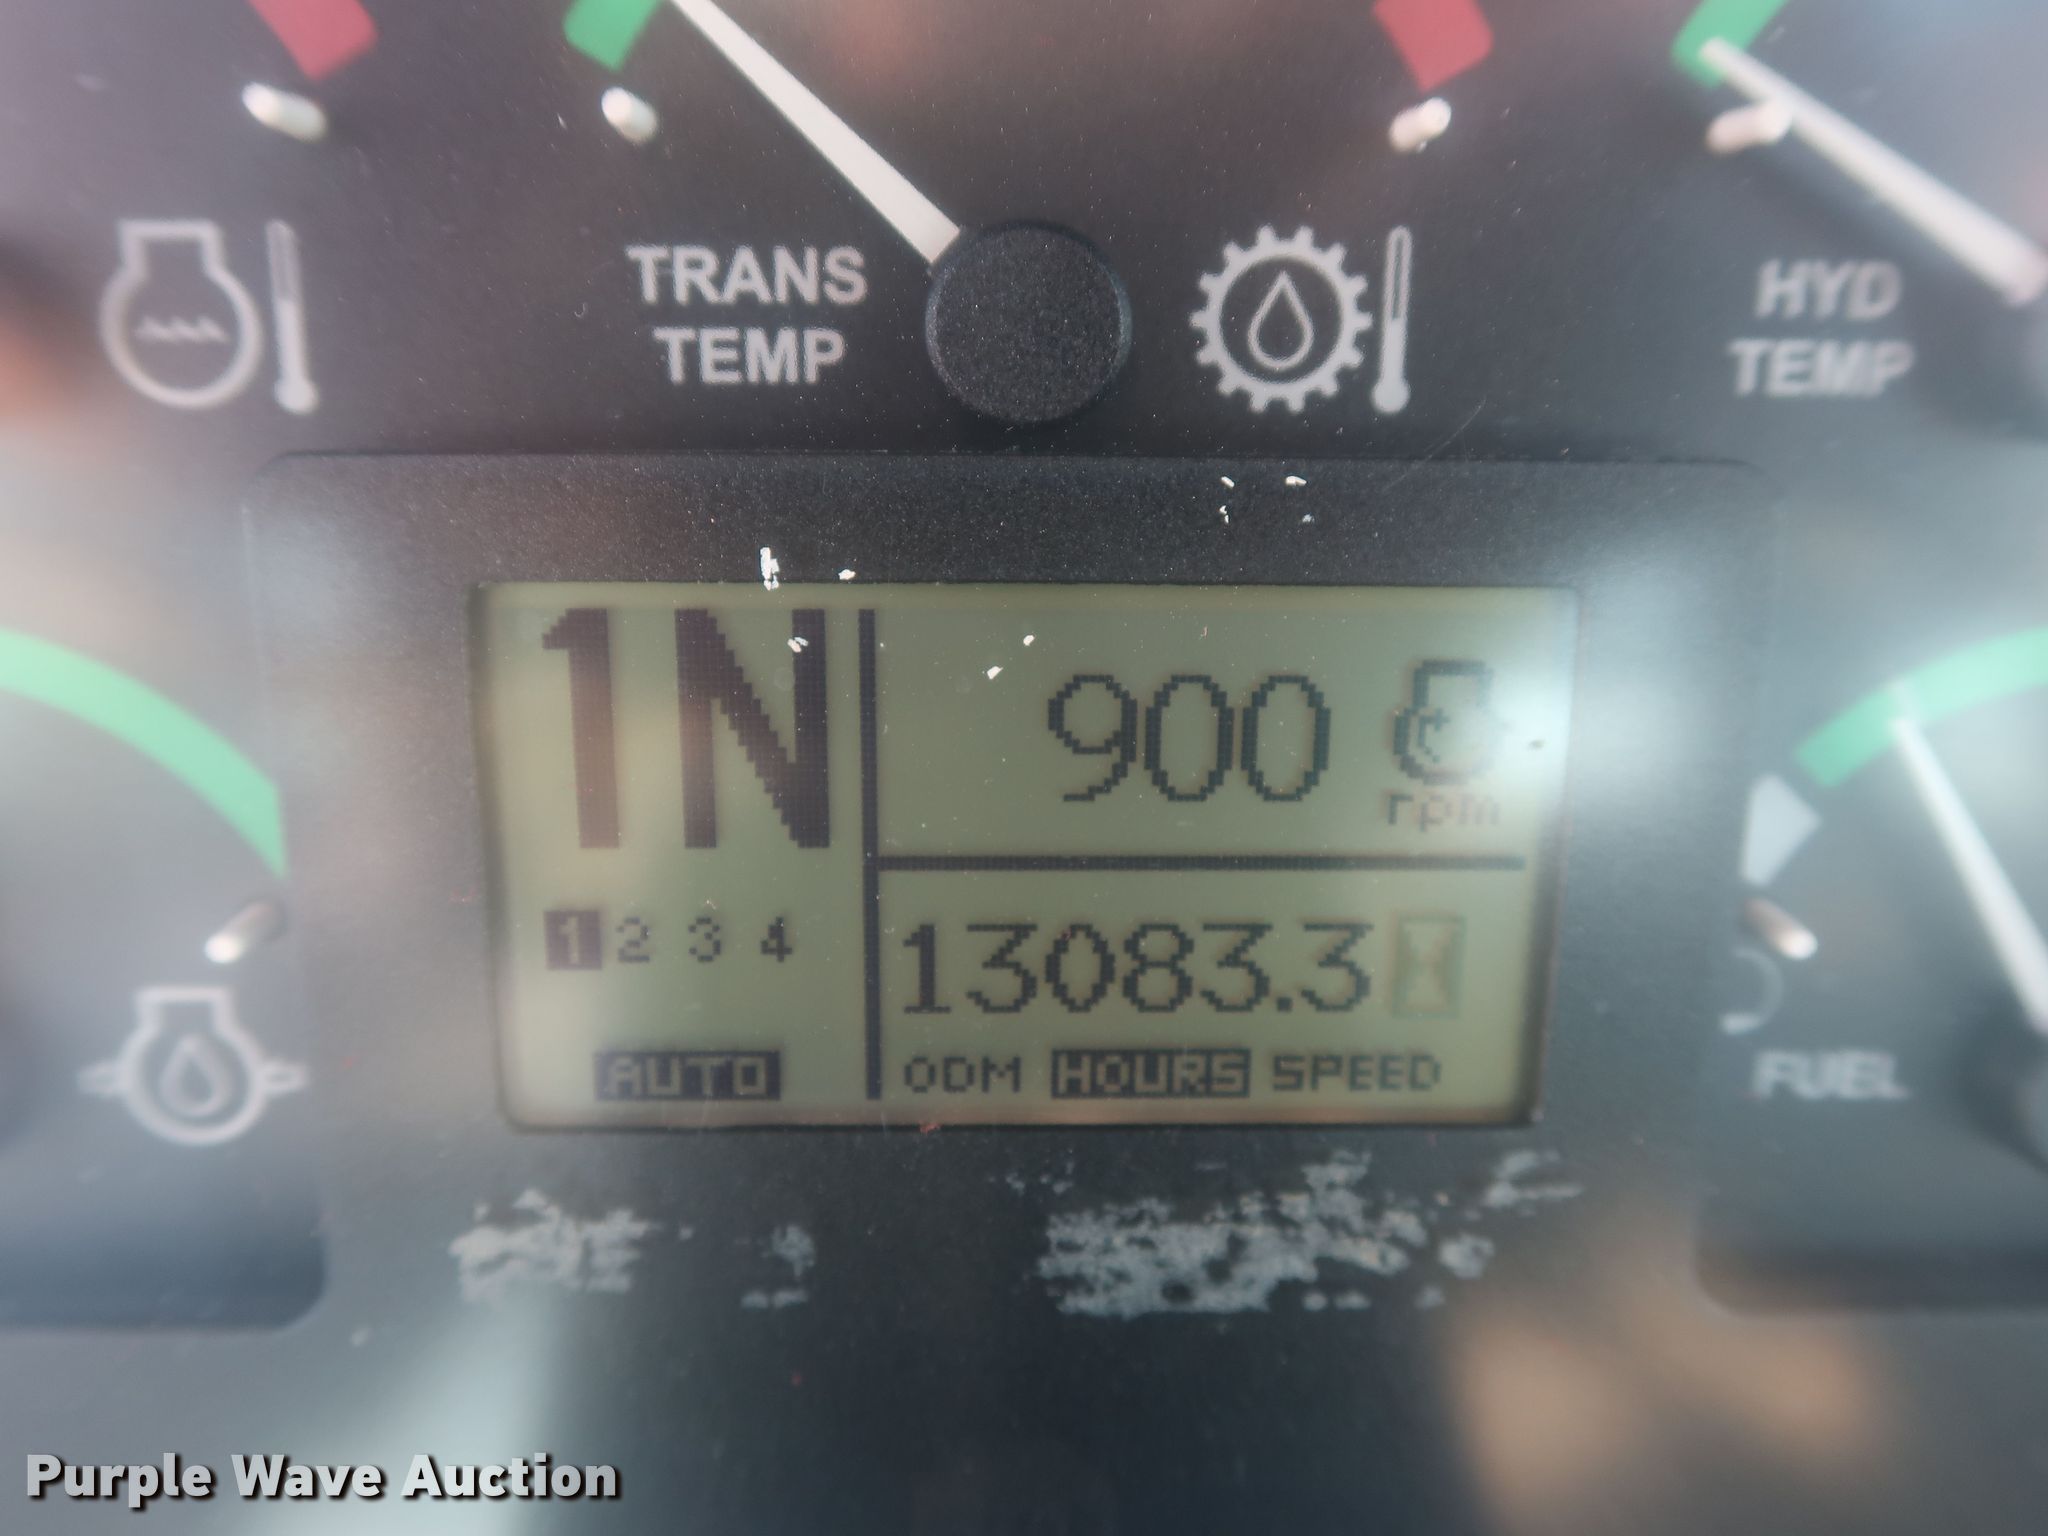 TRANS
TEMP
HYD
TEMP
1N
900
rpm
1 2 3 4
13083.3
AUTO
ODM HOURS SPEED
FUEL
Purple Wave Auction